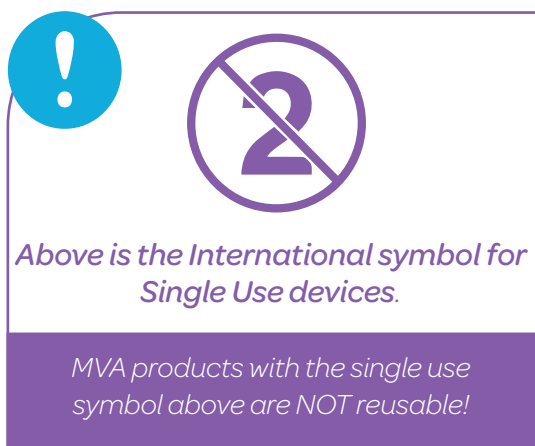 !
2
Above is the International symbol for
Single Use devices.
MVA products with the single use
symbol above are NOT reusable!